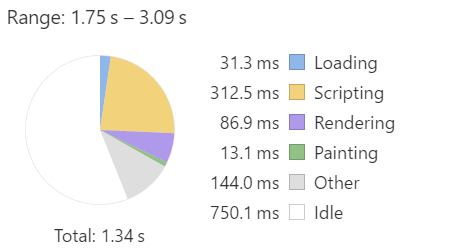 Range: 1.75 s – 3.09 s
31.3 ms Loading
312.5 ms Scripting
86.9 ms Rendering
13.1 ms Painting
144.0 ms Other
750.1 ms Idle
Total: 1.34 s